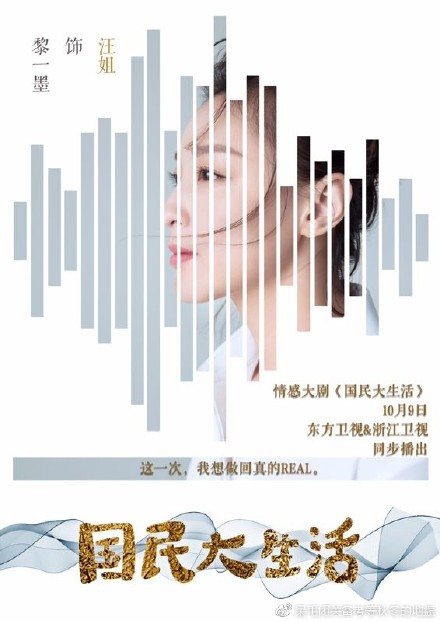 黎一墨
饰
汪姐
情感大剧《国民大生活》
10月9日
东方卫视&浙江卫视
同步播出
这一次，我想做回真的REAL。
国民大生活